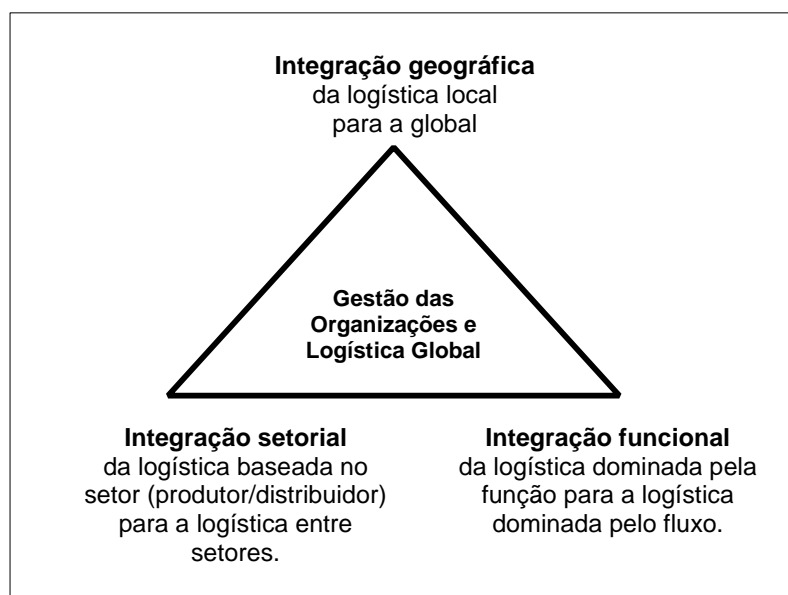 Integração geográfica
da logística local
para a global
Gestão das
Organizações e
Logística Global
Integração setorial
da logística baseada no
setor (produtor/distribuidor)
para a logística entre
setores.
Integração funcional
da logística dominada pela
função para a logística
dominada pelo fluxo.